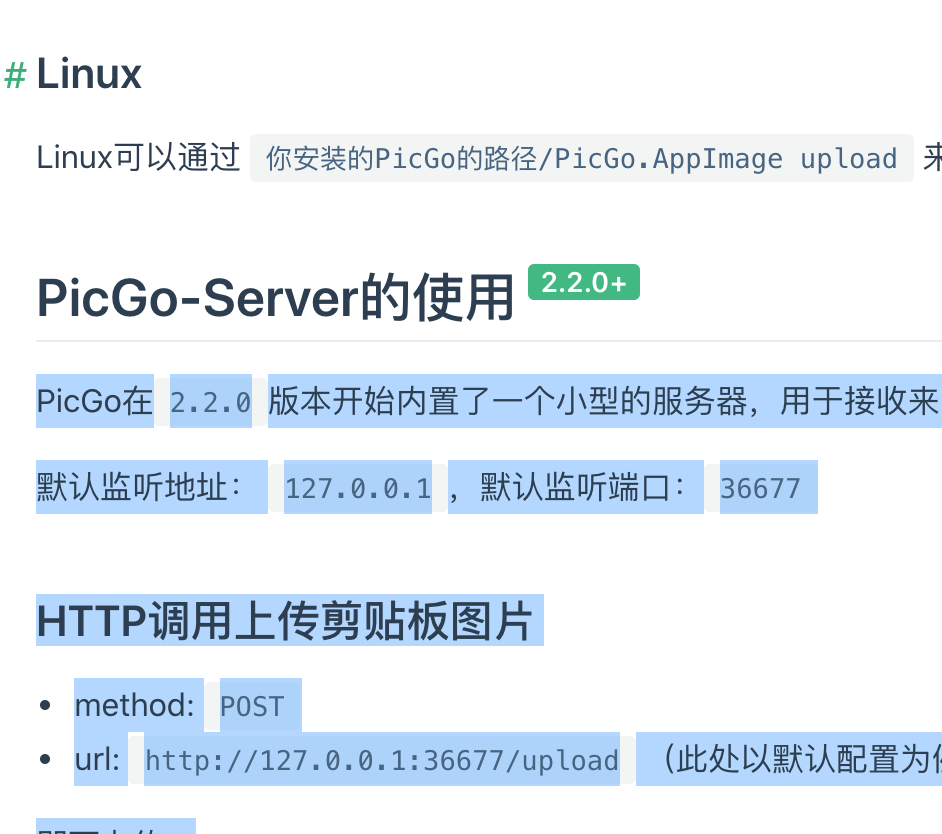 # Linux
Linux可以通过 你安装的PicGo的路径/PicGo.AppImage upload
PicGo-Server的使用 2.2.0+
PicGo在 2.2.0 版本开始内置了一个小型的服务器，用于接收来
默认监听地址： 127.0.0.1 ，默认监听端口： 36677
HTTP调用上传剪贴板图片
• method: POST
• url: http://127.0.0.1:36677/upload （此处以默认配置为